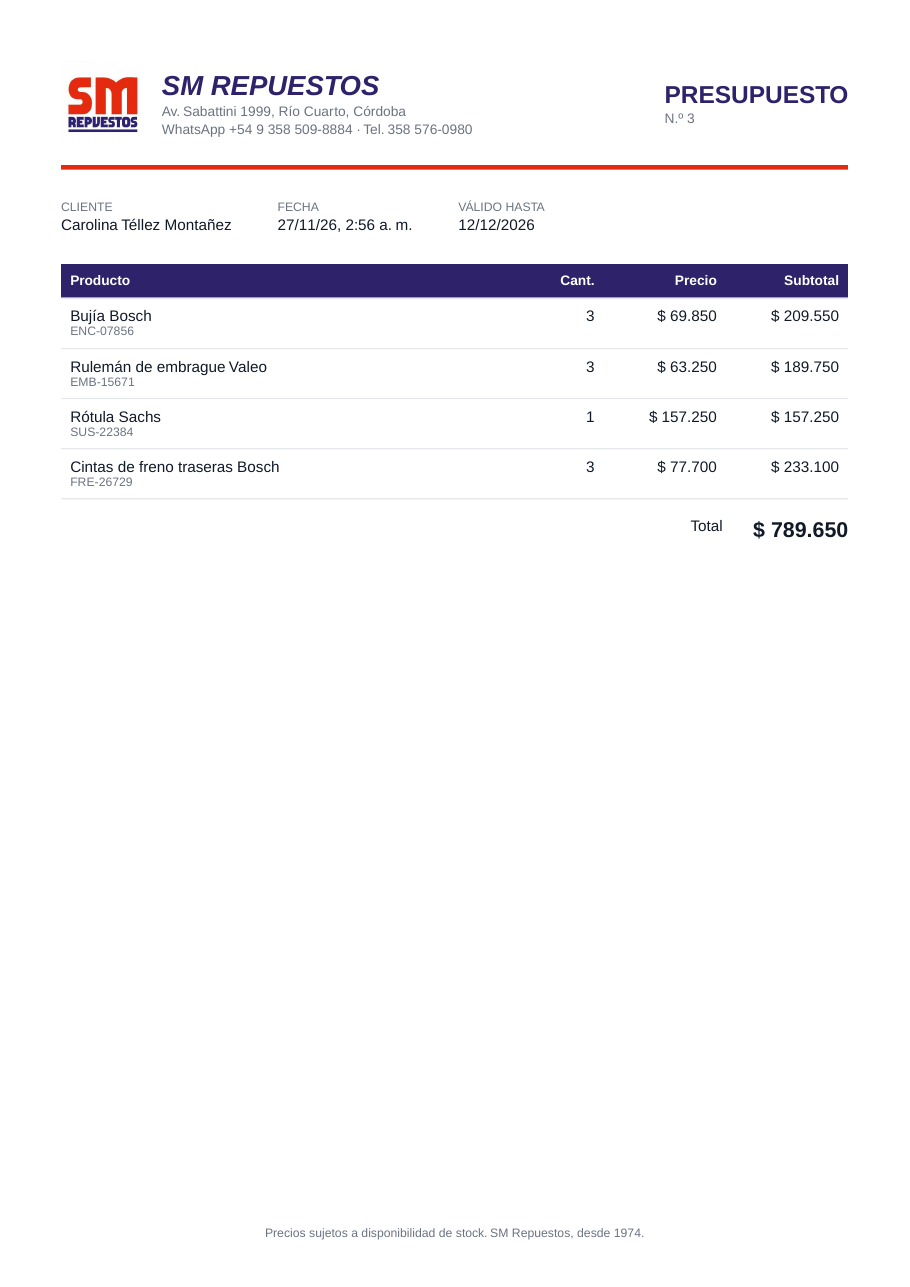 SM
REPUESTOS
SM REPUESTOS
Av. Sabattini 1999, Río Cuarto, Córdoba
WhatsApp +54 9 358 509-8884 · Tel. 358 576-0980
PRESUPUESTO
N.º 3
CLIENTE FECHA VÁLIDO HASTA
Carolina Téllez Montañez 27/11/26, 2:56 a. m. 12/12/2026
Producto Cant. Precio Subtotal
Bujía Bosch 3 $ 69.850 $ 209.550
ENC-07856
Rulemán de embrague Valeo 3 $ 63.250 $ 189.750
EMB-15671
Rótula Sachs 1 $ 157.250 $ 157.250
SUS-22384
Cintas de freno traseras Bosch 3 $ 77.700 $ 233.100
FRE-26729
Total $ 789.650
Precios sujetos a disponibilidad de stock. SM Repuestos, desde 1974.